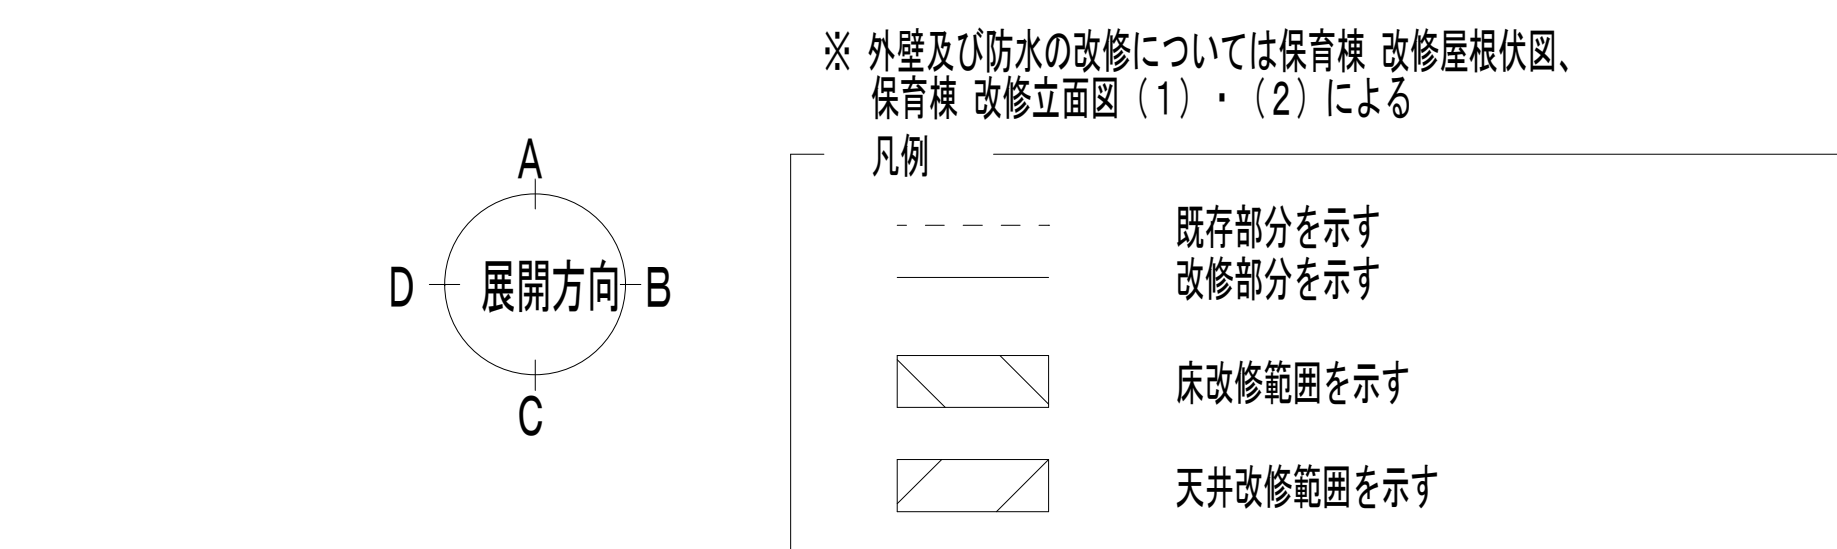 ※ 外壁及び防水の改修については保育棟 改修屋根伏図、
保育棟 改修立面図（1）・（2）による
凡例
A
D
展開方向
B
C
既存部分を示す
改修部分を示す
床改修範囲を示す
天井改修範囲を示す